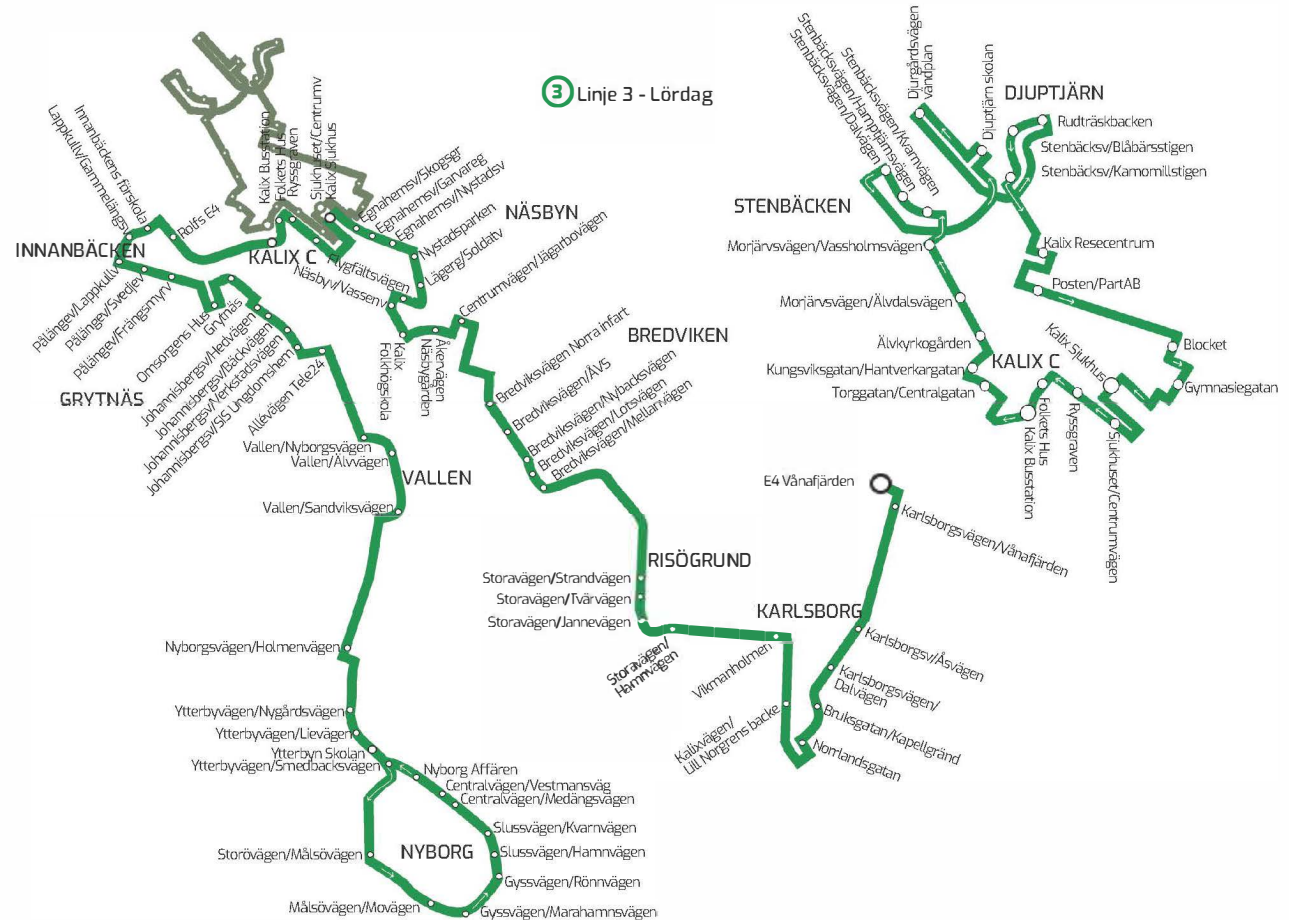 3 Linje 3 - Lördag
Innanbäckens förskola
Lappkullv/Gammelängsv
Rolfs E4
Kalix Busstation
Folkets Hus
Ryssgraven
Sjukhuset/Centrumv
Kalix Sjukhus
Egnahemsv/Skogsgr
Egnahemsv/Garvareg
Egnahemsv/Nystadsv
NÄSBYN
Nystadsparken
Lägerg/Soldatv
INNANBÄCKEN
KALIX C
Flygfältsvägen
Näsbyv/Vassenv
Centrumvägen/Jägarbovägen
Pålängev/Lappkullv
Pålängev/Svedjev
Pålängev/Frängsmyrv
Omsorgens Hus
Grytnäs
Johannisbergsv/Hedvägen
Johannisbergsv/Bäckvägen
Johannisbergsv/Verkstadsvägen
Johannisbergsv/SIS Ungdomshem
Allévägen Tele24
GRYTNÄS
Kalix
Folkhögskola
Näsbygården
Åkervägen
BREDVIKEN
Bredviksvägen Norra infart
Bredviksvägen/ÅVS
Bredviksvägen/Nybacksvägen
Bredviksvägen/Lotsvägen
Bredviksvägen/Mellanvägen
Vallen/Nyborgsvägen
Vallen/Älvvägen
VALLEN
Vallen/Sandviksvägen
RISÖGRUND
Storavägen/Strandvägen
Storavägen/Tvärvägen
Storavägen/Jannevägen
Storavägen/
Hamnvägen
Vikmanholmen
KARLSBORG
Kalixvägen/
Lill Norgrens backe
Norrlandsgatan
Bruksgatan/Kapellgränd
Karlsborgsvägen/
Dalvägen
Karlsborgsv/Åsvägen
Karlsborgsvägen/Vånafjärden
E4 Vånafjärden
Nyborgsvägen/Holmenvägen
Ytterbyvägen/Nygårdsvägen
Ytterbyvägen/Lievägen
Ytterbyn Skolan
Ytterbyvägen/Smedbacksvägen
Nyborg Affären
Centralvägen/Vestmansväg
Centralvägen/Medängsvägen
Slussvägen/Kvarnvägen
NYBORG
Slussvägen/Hamnvägen
Storövägen/Målsövägen
Gyssvägen/Rönnvägen
Målsövägen/Movägen
Gyssvägen/Marahamnsvägen
Stenbäcksvägen/Kvarnvägen
Stenbäcksvägen/Hamptjärnsvägen
Stenbäcksvägen/Dalvägen
Djurgårdsvägen
vändplan
Djuptjärn skolan
DJUPTJÄRN
Rudträskbacken
Stenbäcksv/Blåbärsstigen
Stenbäcksv/Kamomillstigen
STENBÄCKEN
Morjärvsvägen/Vassholmsvägen
Kalix Resecentrum
Posten/PartAB
Morjärvsvägen/Älvdalsvägen
Älvkyrkogården
KALIX C
Kalix Sjukhus
Blocket
Kungsviksgatan/Hantverkargatan
Torggatan/Centralgatan
Gymnasiegatan
Kalix Busstation
Folkets Hus
Ryssgraven
Sjukhuset/Centrumvägen